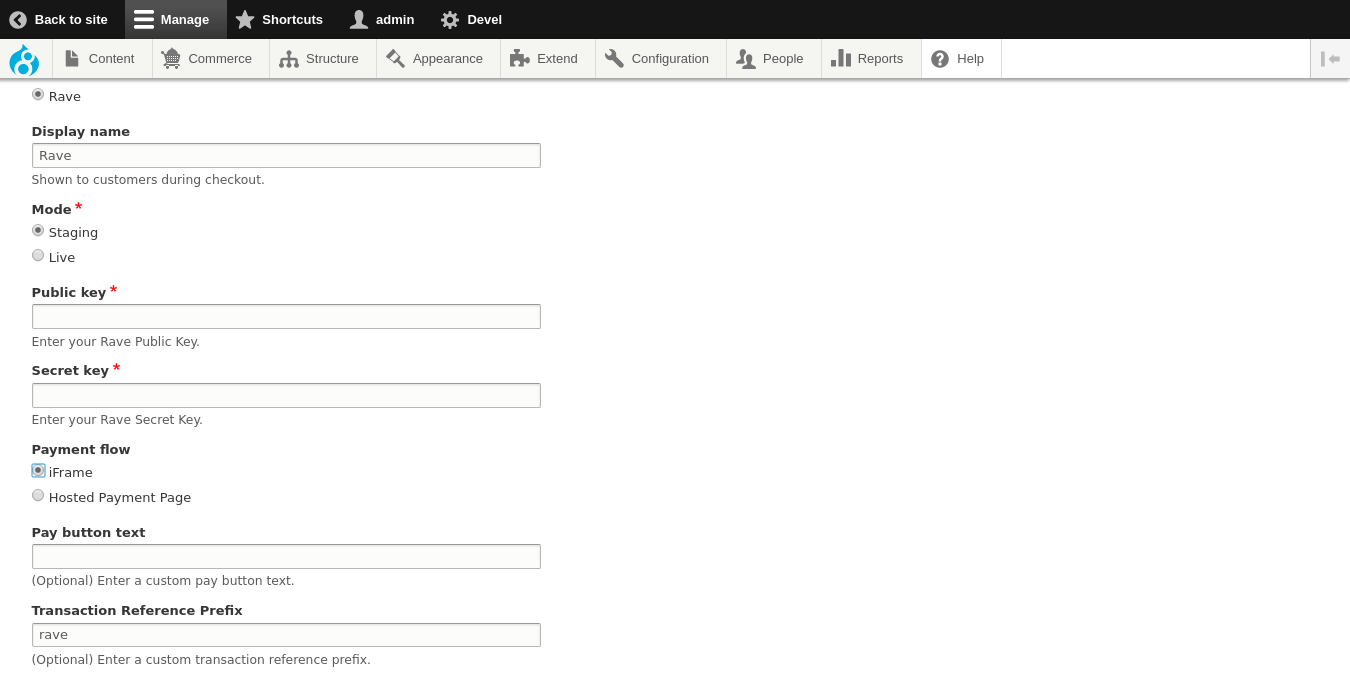 Back to site Manage Shortcuts admin Devel
Content Commerce Structure Appearance Extend Configuration People Reports Help
Rave
Display name
Rave
Shown to customers during checkout.
Mode *
Staging
Live
Public key *
Enter your Rave Public Key.
Secret key *
Enter your Rave Secret Key.
Payment flow
iFrame
Hosted Payment Page
Pay button text
(Optional) Enter a custom pay button text.
Transaction Reference Prefix
rave
(Optional) Enter a custom transaction reference prefix.